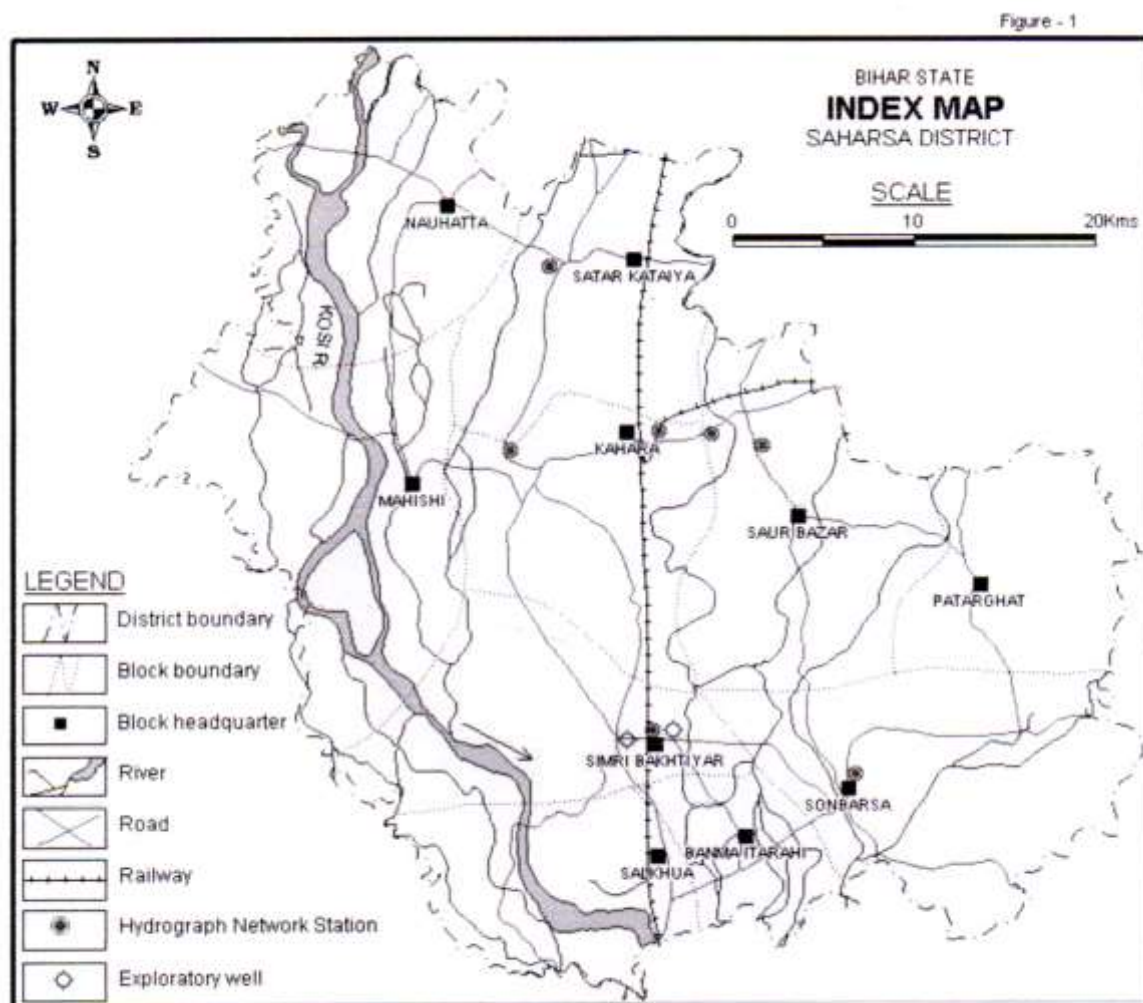 Figure - 1
N
W E
S
BIHAR STATE
INDEX MAP
SAHARSA DISTRICT
SCALE
0 10 20Kms
NAUHATTA
SATAR KATAIYA
KOSI R.
KAHARA
MAHISHI
SAUR BAZAR
PATARGHAT
SIMRI BAKHTIYAR
SONBARSA
BANMA ITARAHI
SALKHUA
LEGEND
District boundary
Block boundary
Block headquarter
River
Road
Railway
Hydrograph Network Station
Exploratory well